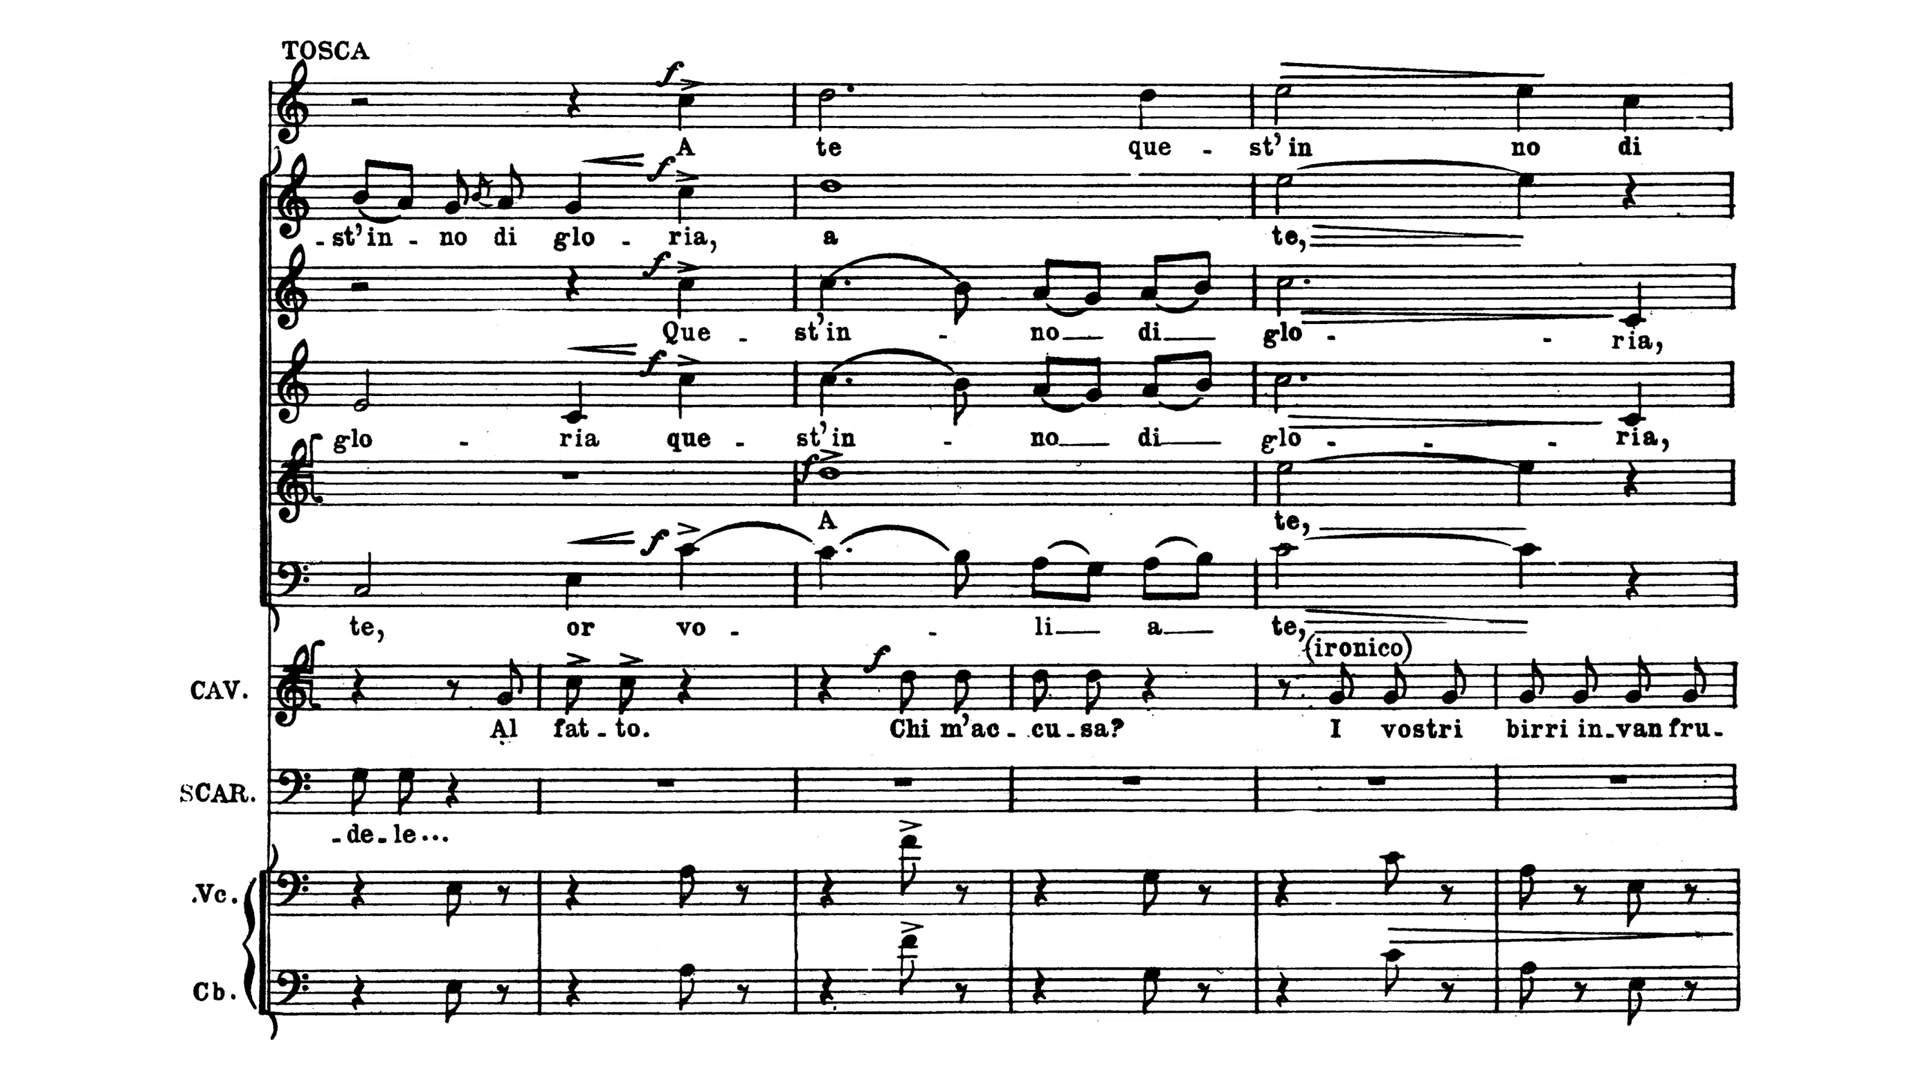 TOSCA
f
A te que - st' in no di
f
- st' in - no di glo - ria, a te,
f
Que - st' in - no di glo - - ria,
f
glo - ria que - st' in - no di glo - - - ria,
f
A te,
f
te, or vo - - li a te,
(ironico)
f
CAV.
Al fat - to. Chi m'ac - cu - sa? I vostri birri in - van fru -
SCAR.
- de - le...
Vc.
Cb.